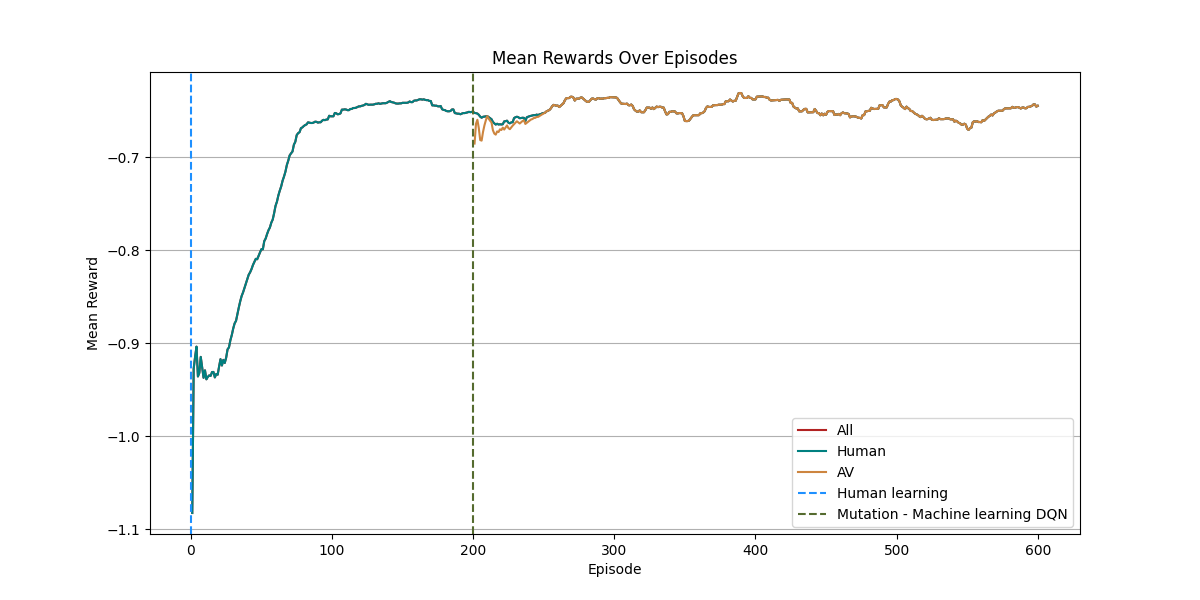 Mean Rewards Over Episodes
Mean Reward
−0.7
−0.8
−0.9
−1.0
−1.1
0
100
200
300
400
500
600
Episode
All
Human
AV
Human learning
Mutation - Machine learning DQN